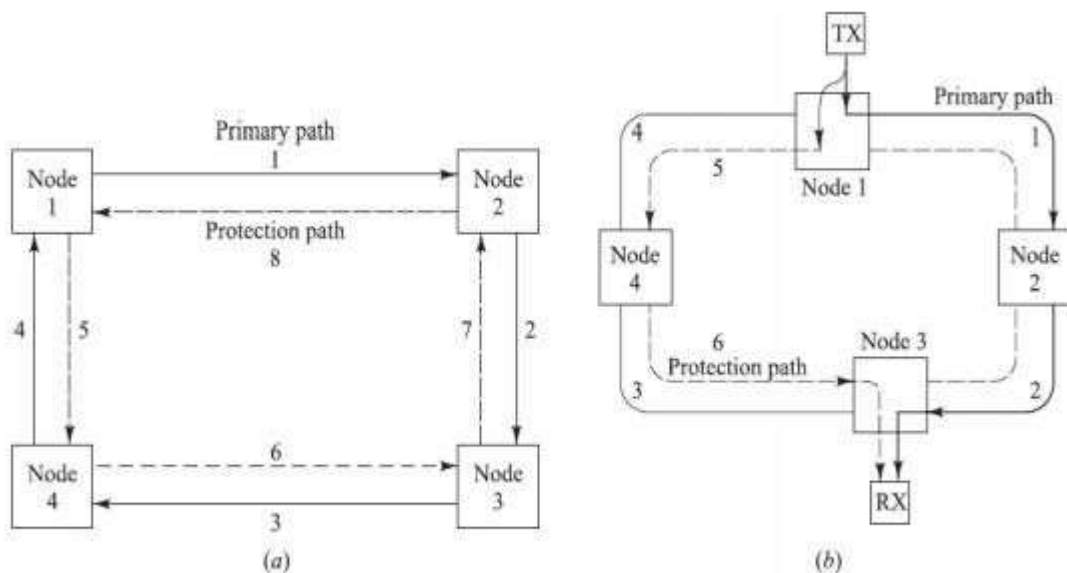 Primary path
1
Node
1
Node
2
Protection path
8
4
5
7
2
Node
4
6
Node
3
3
(a)
TX
Primary path
4
1
5
Node 1
Node
4
Node
2
6
Node 3
Protection path
3
2
RX
(b)